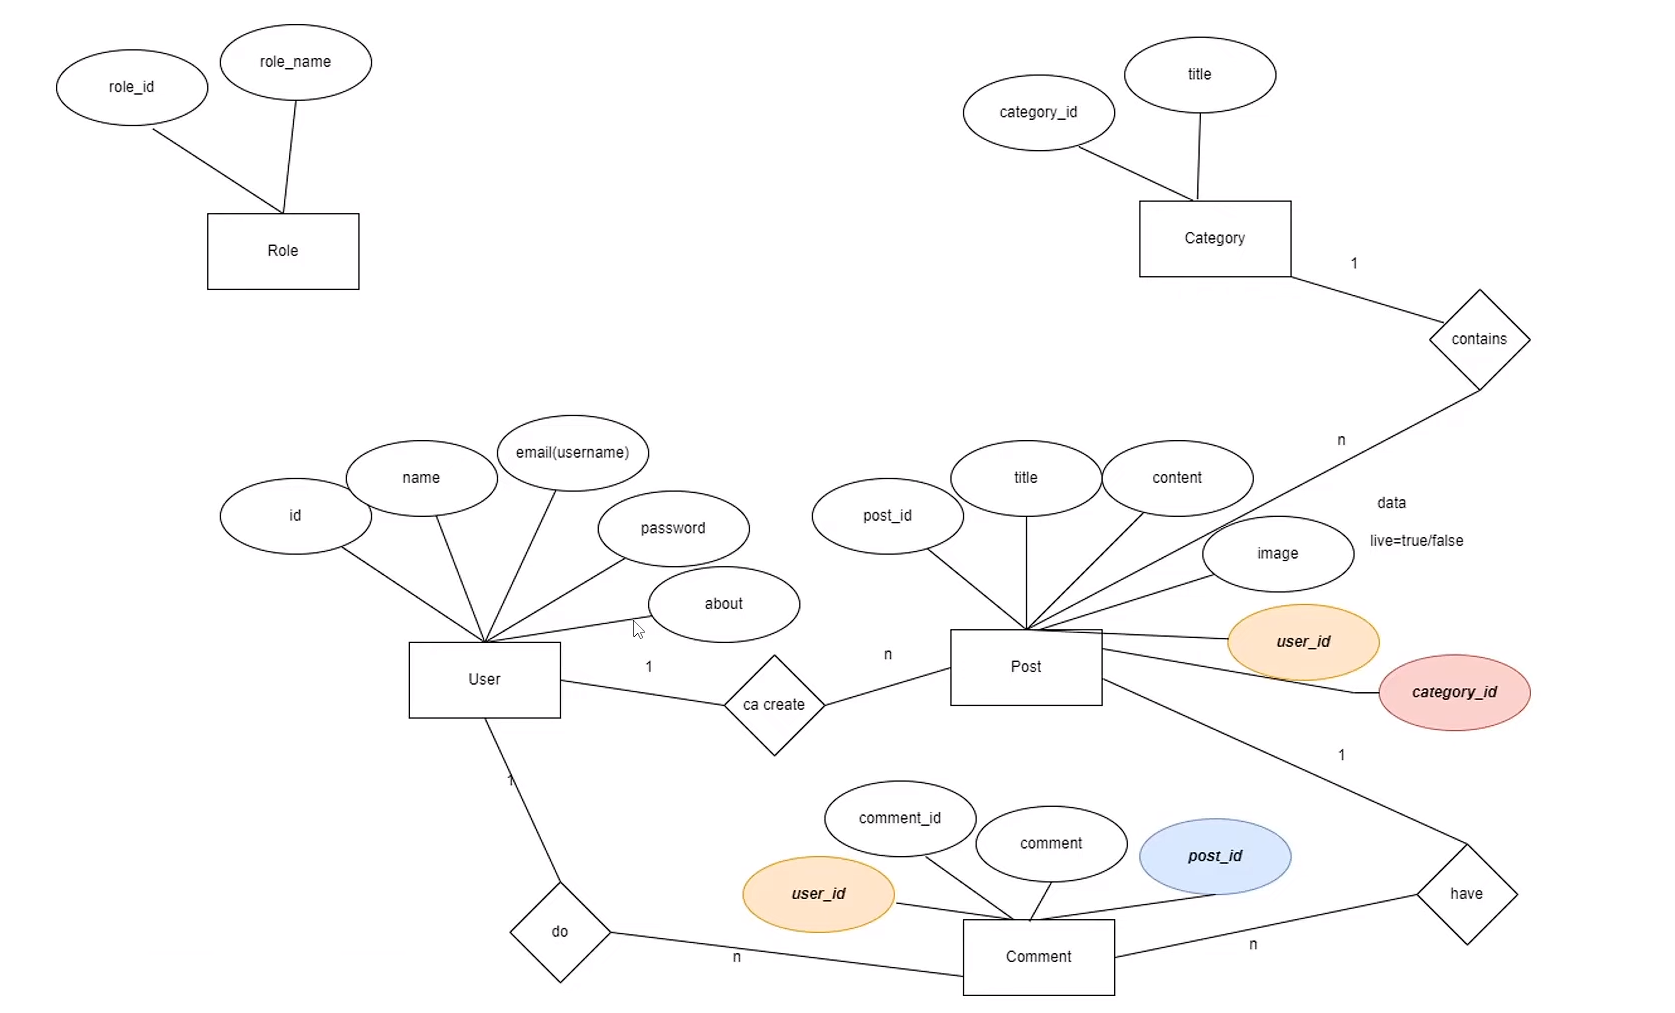 role_id
role_name
Role
category_id
title
Category
1
contains
n
id
name
email(username)
password
about
User
1
ca create
n
post_id
title
content
image
data
live=true/false
user_id
category_id
Post
1
1
do
n
user_id
comment_id
comment
post_id
Comment
n
have